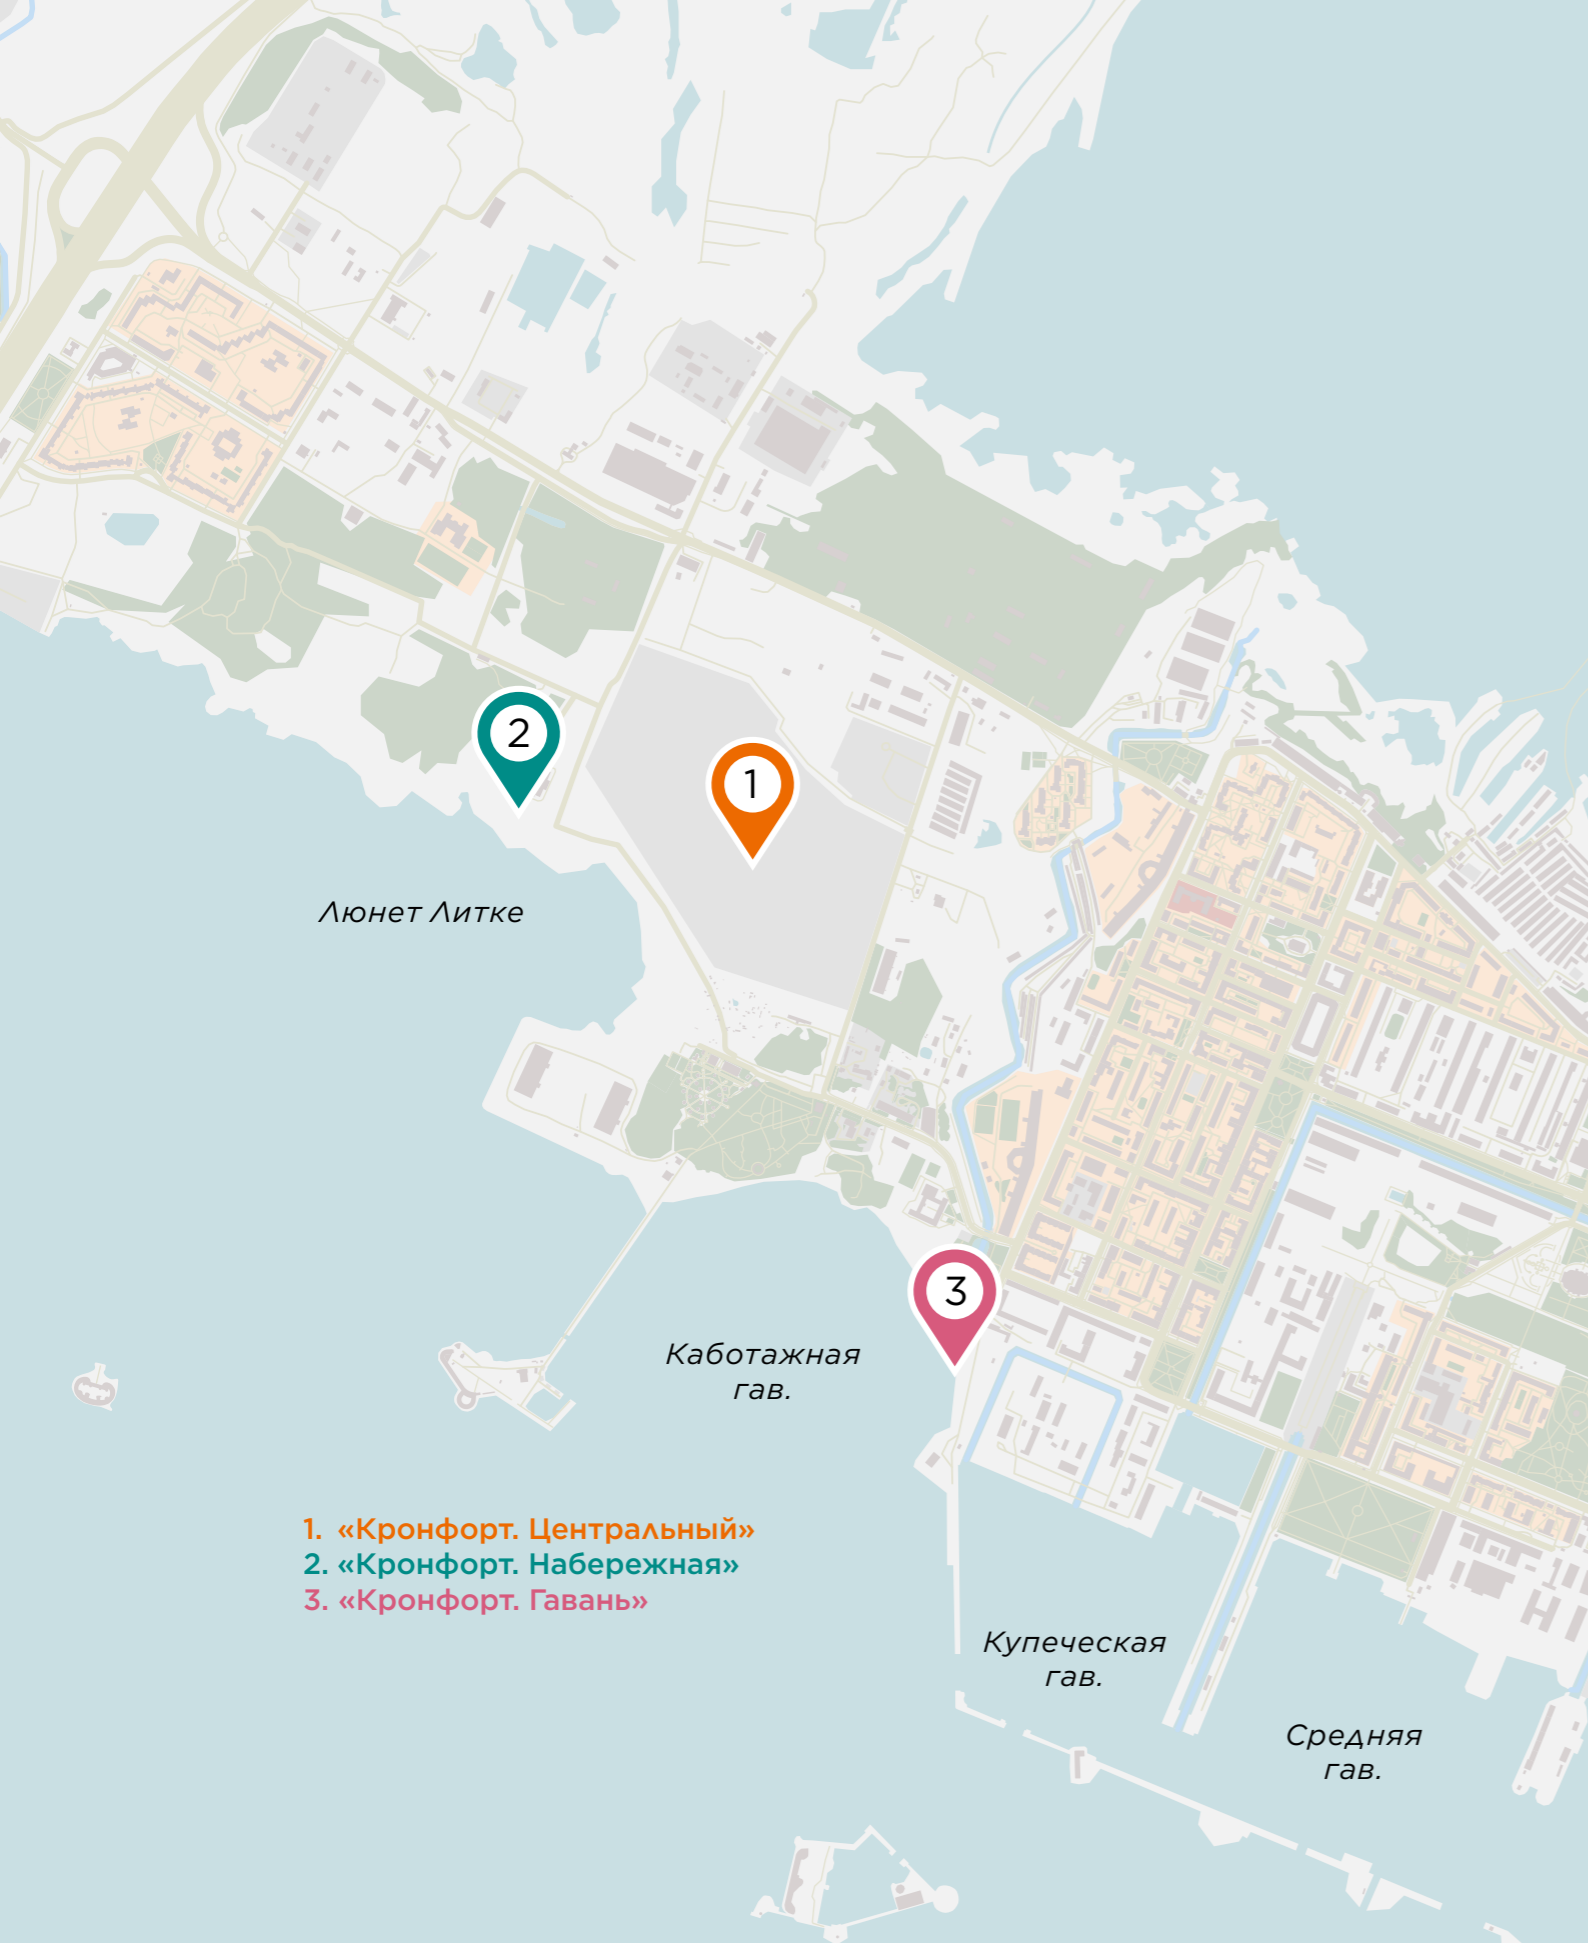 2
1
Люнет Литке
3
Каботажная
гав.
1. «Кронфорт. Центральный»
2. «Кронфорт. Набережная»
3. «Кронфорт. Гавань»
Купеческая
гав.
Средняя
гав.